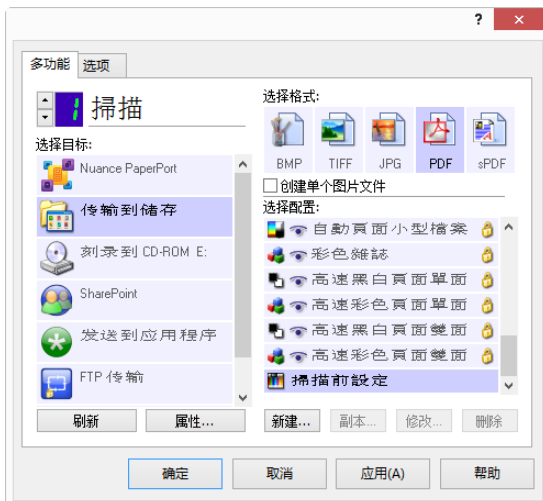 ? ×
多功能 选项
1 掃描
选择目标:
Nuance PaperPort
传输到储存
刻录到 CD-ROM E:
SharePoint
发送到应用程序
FTP 传输
刷新 属性...
选择格式:
BMP TIFF JPG PDF sPDF
创建单个图片文件
选择配置:
自動頁面小型檔案
彩色雜誌
高速黑白頁面單面
高速彩色頁面單面
高速黑白頁面雙面
高速彩色頁面雙面
掃描前設定
新建... 副本... 修改... 删除
确定 取消 应用(A) 帮助